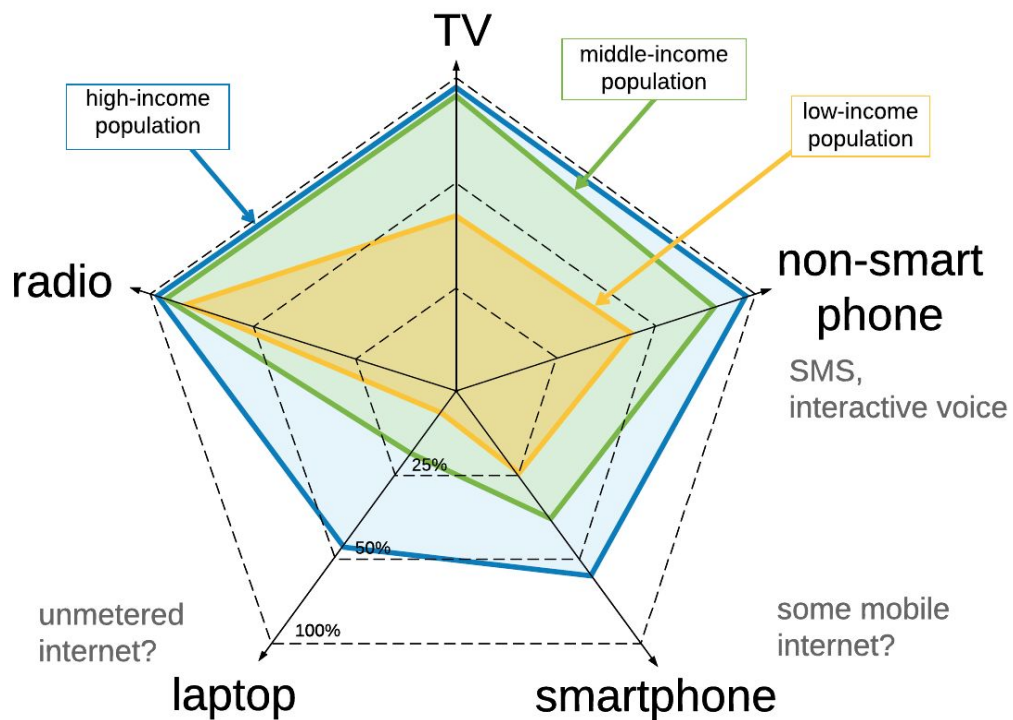 TV
high-income
population
middle-income
population
low-income
population
radio
non-smart
phone
SMS,
interactive voice
25%
50%
100%
unmetered
internet?
some mobile
internet?
laptop
smartphone